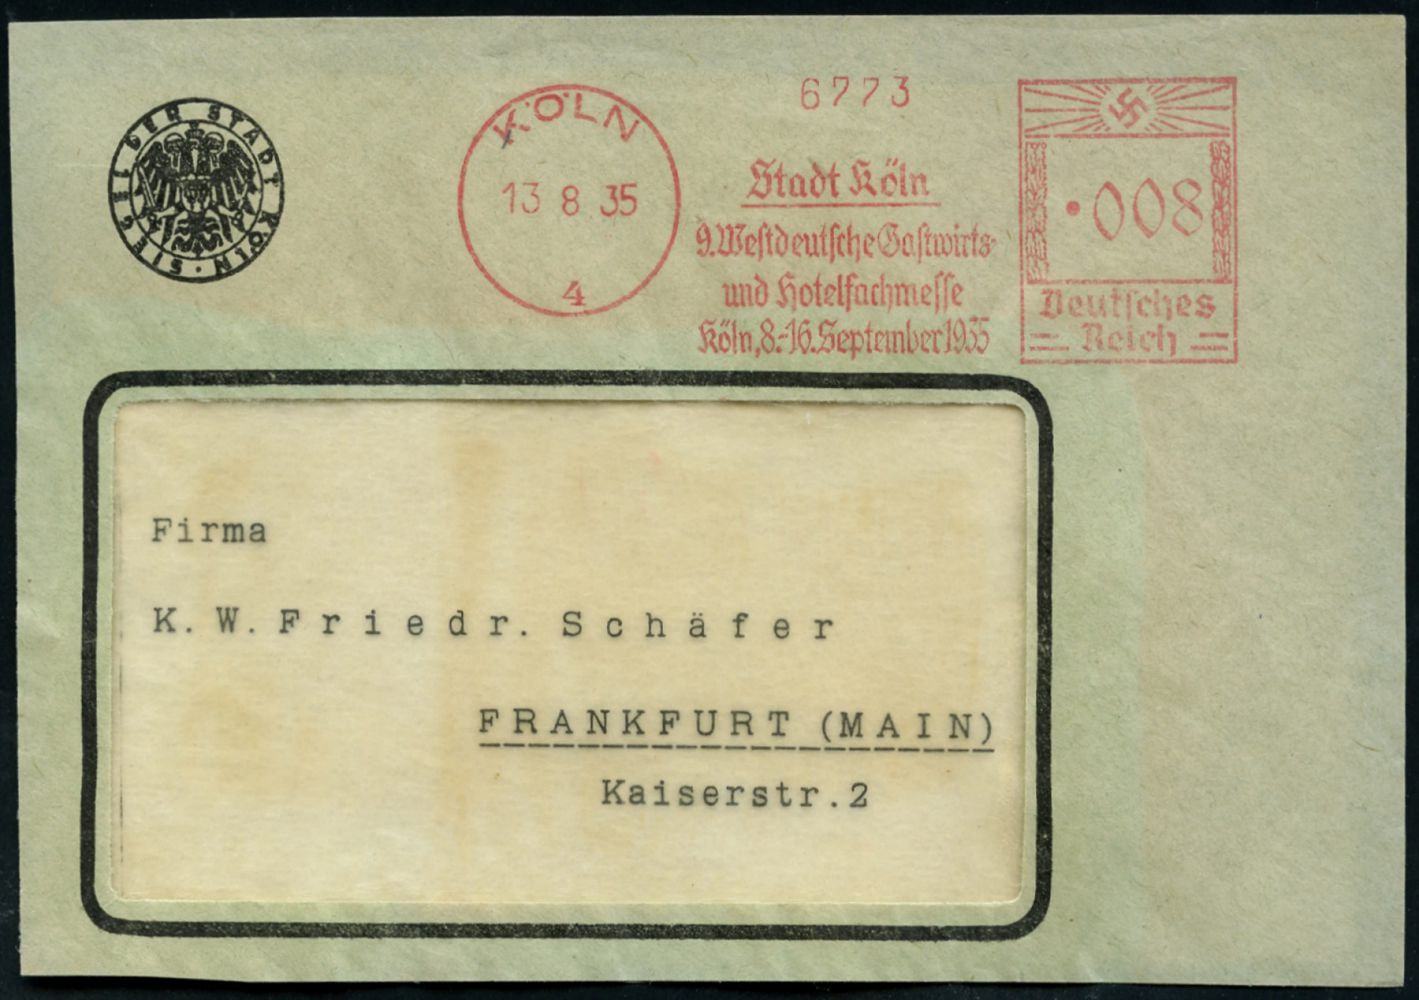 SIEGEL DER STADT KÖLN
KÖLN
13 8 35
4
6773
Stadt Köln
9. Westdeutsche Gastwirts-
und Hotelfachmesse
Köln, 8.-16. September 1935
008
Deutsches
Reich
Firma
K. W. Friedr. Schäfer
FRANKFURT (MAIN)
Kaiserstr. 2